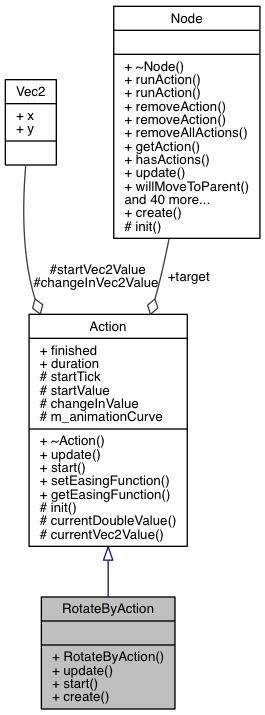 Node
+ ~Node()
+ runAction()
+ runAction()
+ removeAction()
+ removeAction()
+ removeAllActions()
+ getAction()
+ hasActions()
+ update()
+ willMoveToParent()
and 40 more...
+ create()
# init()
Vec2
+ x
+ y
#startVec2Value
#changeInVec2Value
+target
Action
+ finished
+ duration
# startTick
# startValue
# changeInValue
# m_animationCurve
+ ~Action()
+ update()
+ start()
+ setEasingFunction()
+ getEasingFunction()
# init()
# currentDoubleValue()
# currentVec2Value()
RotateByAction
+ RotateByAction()
+ update()
+ start()
+ create()